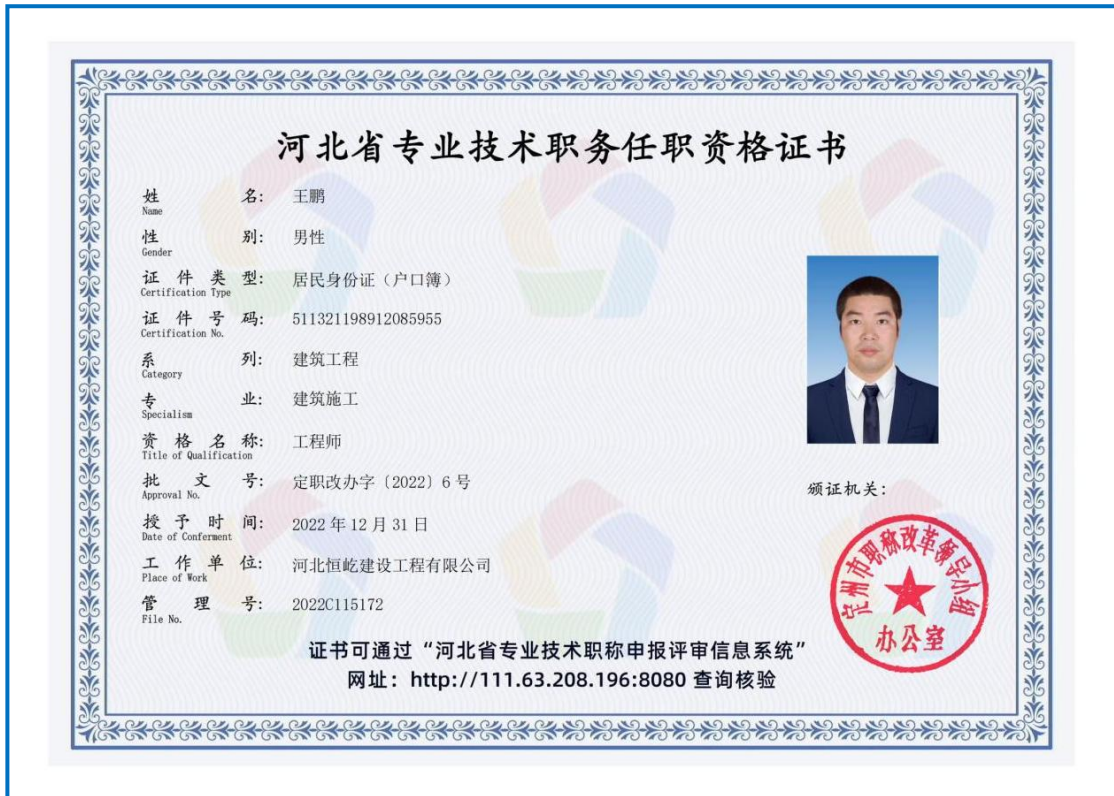 河北省专业技术职务任职资格证书
姓名: 王鹏
Name
性别: 男性
Gender
证件类型: 居民身份证（户口簿）
Certification Type
证件号码: 511321198912085955
Certification No.
系列: 建筑工程
Category
专业: 建筑施工
Specialism
资格名称: 工程师
Title of Qualification
批文号: 定职改办字〔2022〕6号
Approval No.
授予时间: 2022年12月31日
Date of Conferment
工作单位: 河北恒屹建设工程有限公司
Place of Work
管理号: 2022C115172
File No.
颁证机关:
定州市职称改革领导小组
办公室
证书可通过“河北省专业技术职称申报评审信息系统”
网址：http://111.63.208.196:8080 查询核验